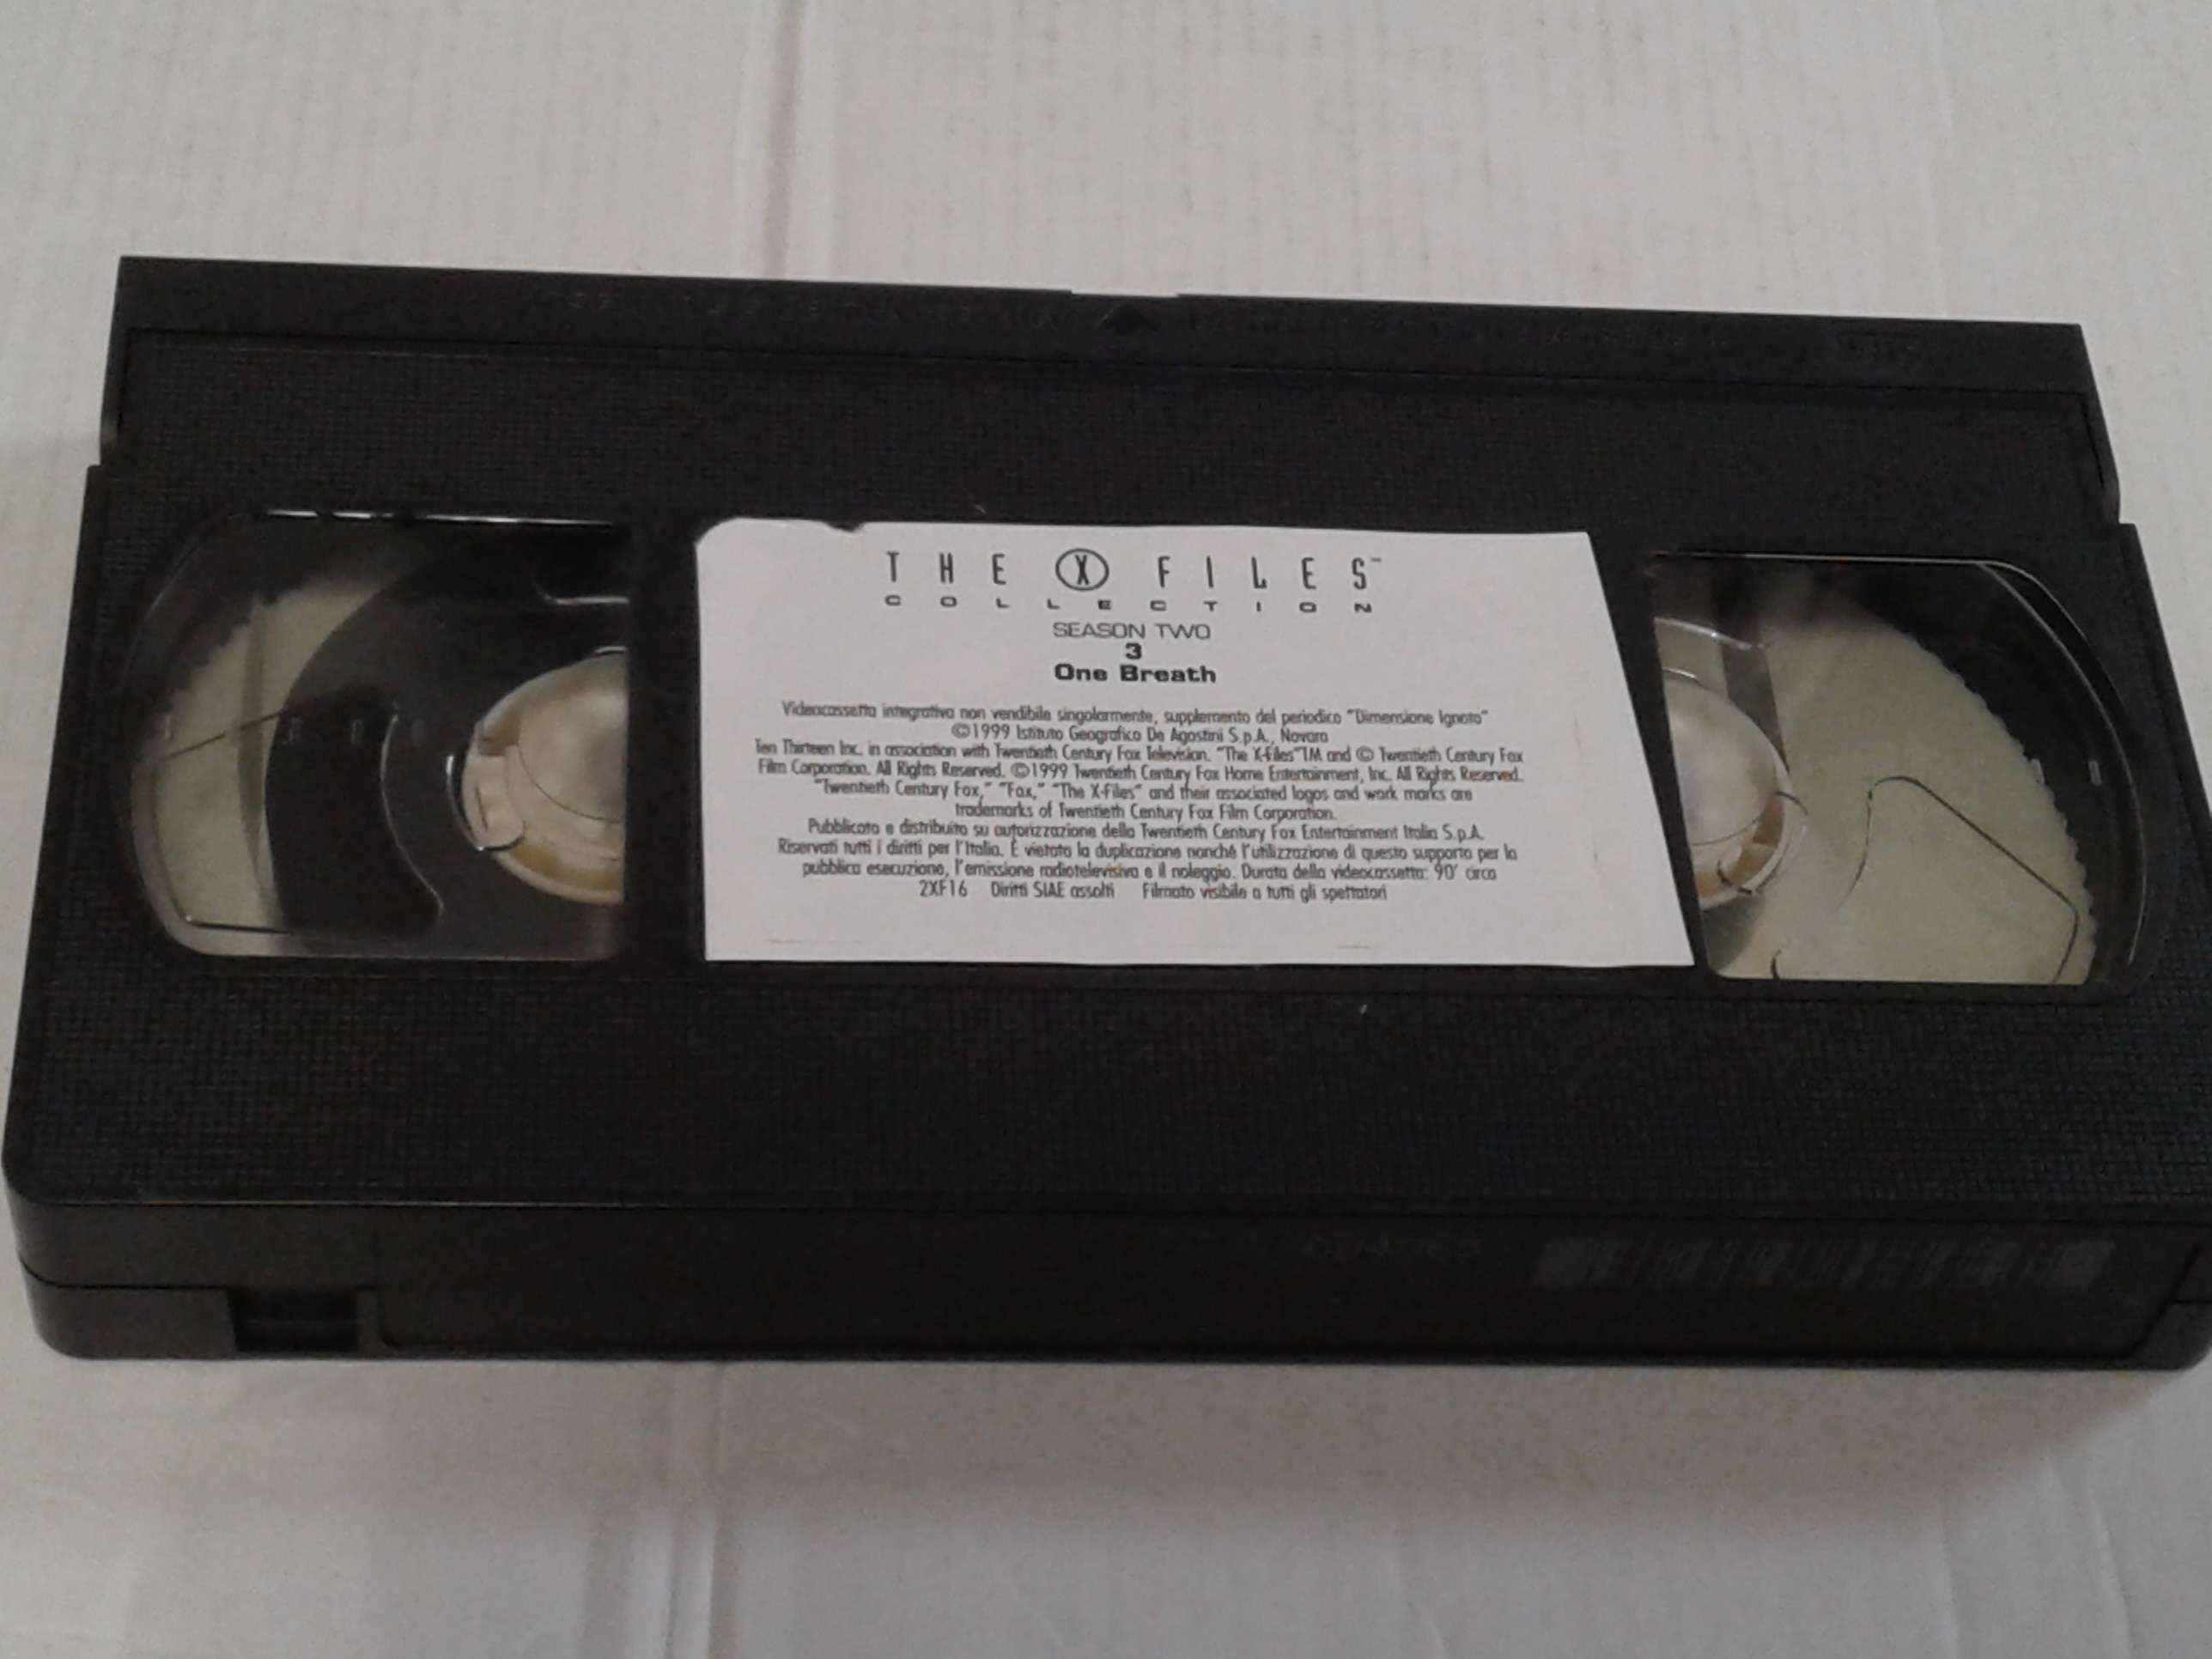 THE X FILES™
COLLECTION
SEASON TWO
3
One Breath
Videocassetta integrativa non vendibile singolarmente, supplemento del periodico "Dimensione Ignota"
©1999 Istituto Geografico De Agostini S.p.A., Novara
Ten Thirteen Inc. in association with Twentieth Century Fox Television. "The X-Files"TM and © Twentieth Century Fox
Film Corporation. All Rights Reserved. ©1999 Twentieth Century Fox Home Entertainment, Inc. All Rights Reserved.
"Twentieth Century Fox," "Fox," "The X-Files" and their associated logos and work marks are
trademarks of Twentieth Century Fox Film Corporation.
Pubblicato e distribuito su autorizzazione della Twentieth Century Fox Entertainment Italia S.p.A.
Riservati tutti i diritti per l'Italia. È vietata la duplicazione nonché l'utilizzazione di questo supporto per la
pubblica esecuzione, l'emissione radiotelevisiva e il noleggio. Durata della videocassetta: 90' circa
2XF16 Diritti SIAE assolti Filmato visibile a tutti gli spettatori